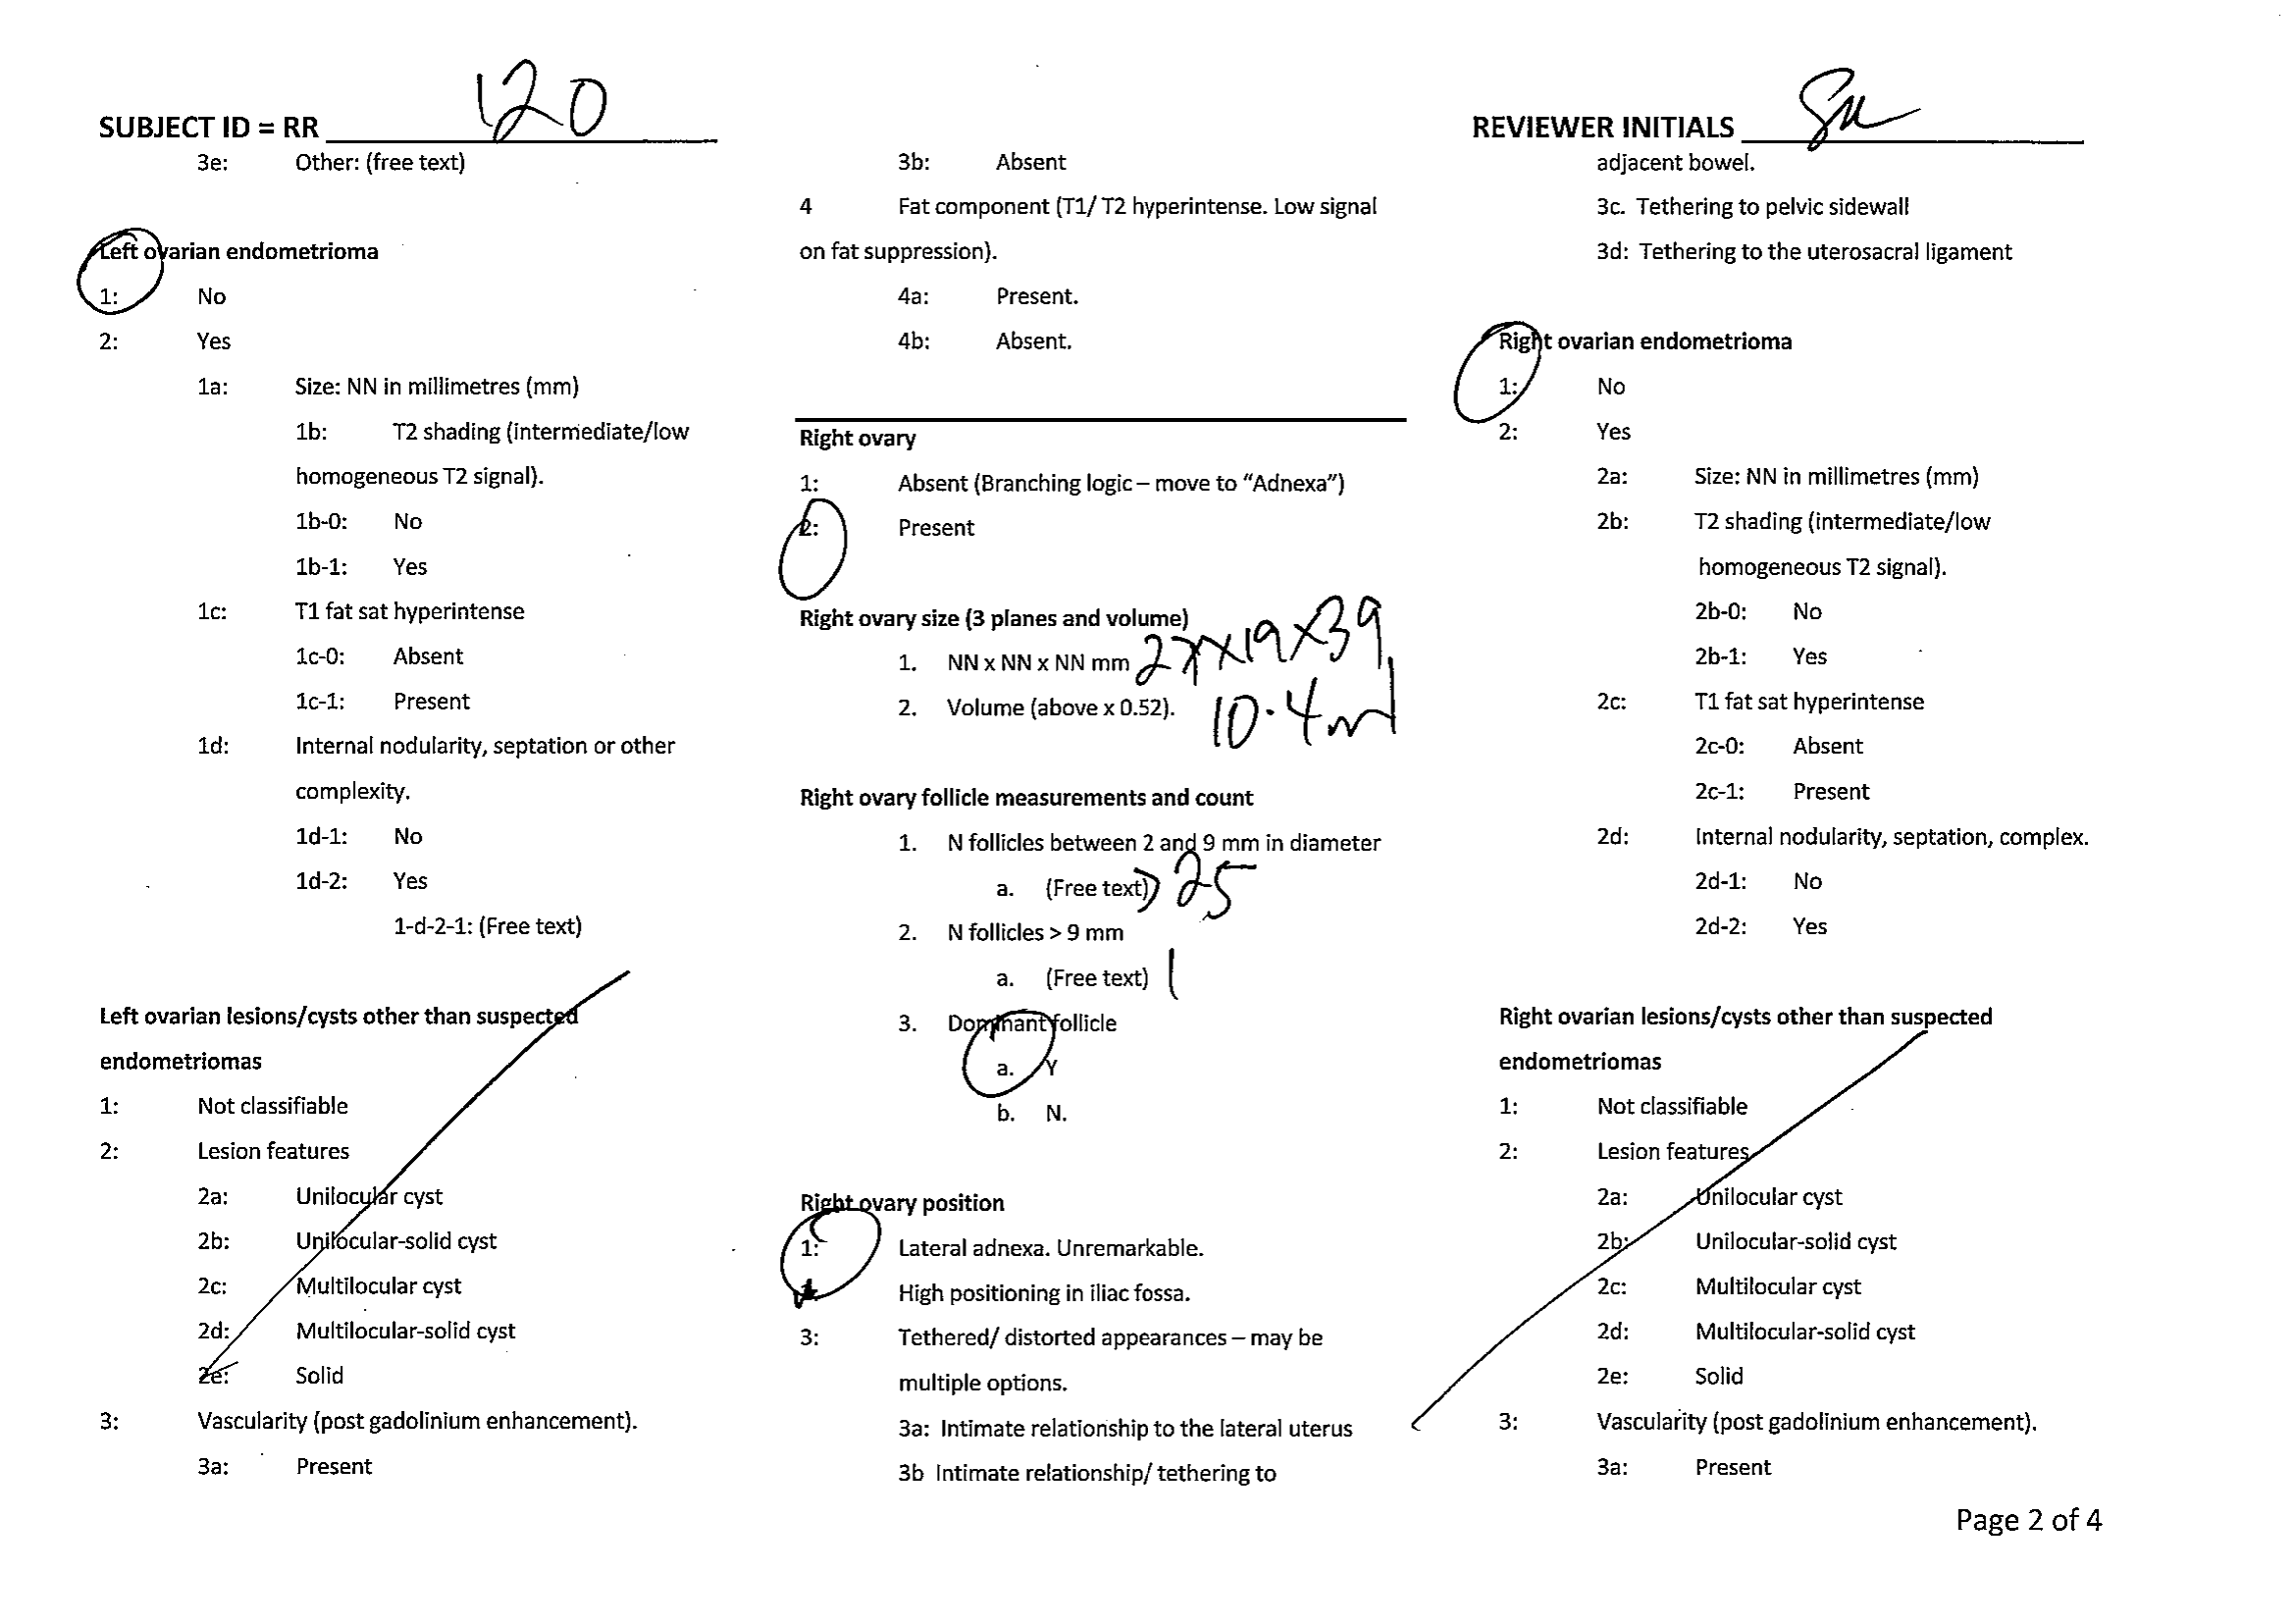 SUBJECT ID = RR 120
3e: Other: (free text)
Left ovarian endometrioma
1: No
2: Yes
1a: Size: NN in millimetres (mm)
1b: T2 shading (intermediate/low
homogeneous T2 signal).
1b-0: No
1b-1: Yes
1c: T1 fat sat hyperintense
1c-0: Absent
1c-1: Present
1d: Internal nodularity, septation or other
complexity.
1d-1: No
1d-2: Yes
1-d-2-1: (Free text)
Left ovarian lesions/cysts other than suspected
endometriomas
1: Not classifiable
2: Lesion features
2a: Unilocular cyst
2b: Unilocular-solid cyst
2c: Multilocular cyst
2d: Multilocular-solid cyst
2e: Solid
3: Vascularity (post gadolinium enhancement).
3a: Present
3b: Absent
4 Fat component (T1/ T2 hyperintense. Low signal
on fat suppression).
4a: Present.
4b: Absent.
Right ovary
1: Absent (Branching logic – move to “Adnexa”)
2: Present
Right ovary size (3 planes and volume)
1. NN x NN x NN mm 27x19x39
2. Volume (above x 0.52). 10.4ml
Right ovary follicle measurements and count
1. N follicles between 2 and 9 mm in diameter
a. (Free text) >25
2. N follicles > 9 mm
a. (Free text) 1
3. Dominant follicle
a. Y
b. N.
Right ovary position
1: Lateral adnexa. Unremarkable.
High positioning in iliac fossa.
3: Tethered/ distorted appearances – may be
multiple options.
3a: Intimate relationship to the lateral uterus
3b Intimate relationship/ tethering to
REVIEWER INITIALS
adjacent bowel.
3c. Tethering to pelvic sidewall
3d: Tethering to the uterosacral ligament
Right ovarian endometrioma
1: No
2: Yes
2a: Size: NN in millimetres (mm)
2b: T2 shading (intermediate/low
homogeneous T2 signal).
2b-0: No
2b-1: Yes
2c: T1 fat sat hyperintense
2c-0: Absent
2c-1: Present
2d: Internal nodularity, septation, complex.
2d-1: No
2d-2: Yes
Right ovarian lesions/cysts other than suspected
endometriomas
1: Not classifiable
2: Lesion features
2a: Unilocular cyst
2b: Unilocular-solid cyst
2c: Multilocular cyst
2d: Multilocular-solid cyst
2e: Solid
3: Vascularity (post gadolinium enhancement).
3a: Present
Page 2 of 4